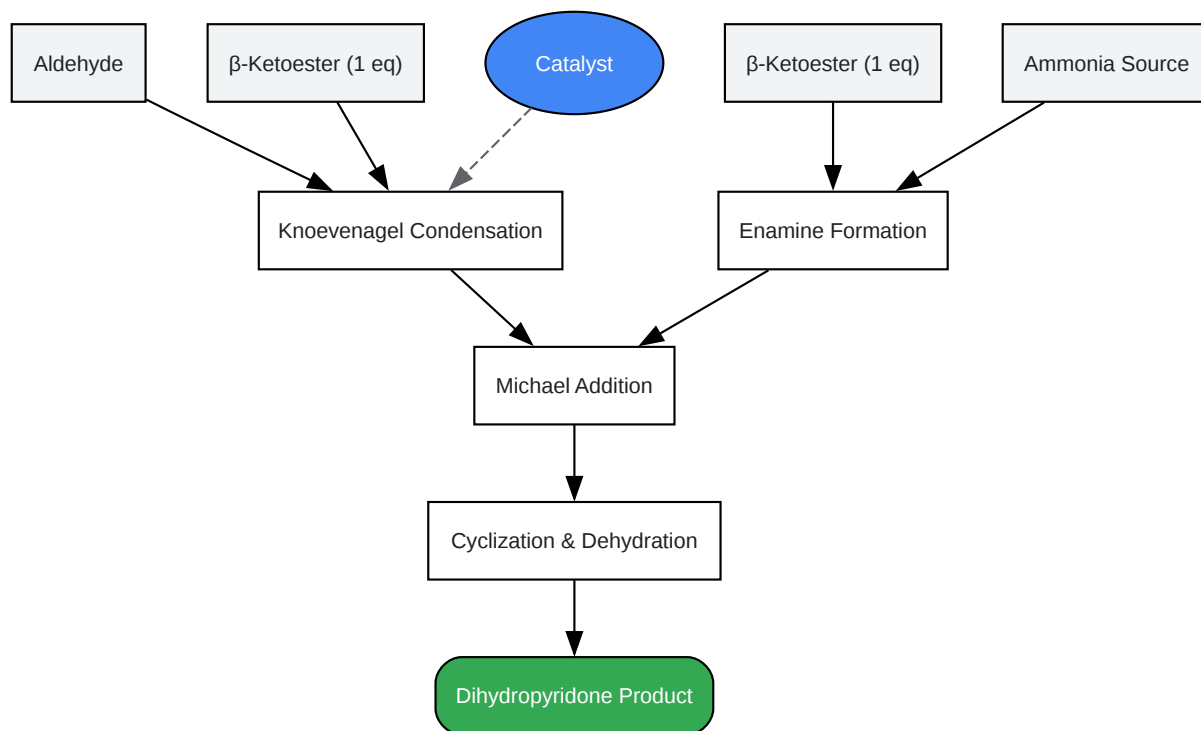 Aldehyde
β-Ketoester (1 eq)
Catalyst
β-Ketoester (1 eq)
Ammonia Source
Knoevenagel Condensation
Enamine Formation
Michael Addition
Cyclization & Dehydration
Dihydropyridone Product